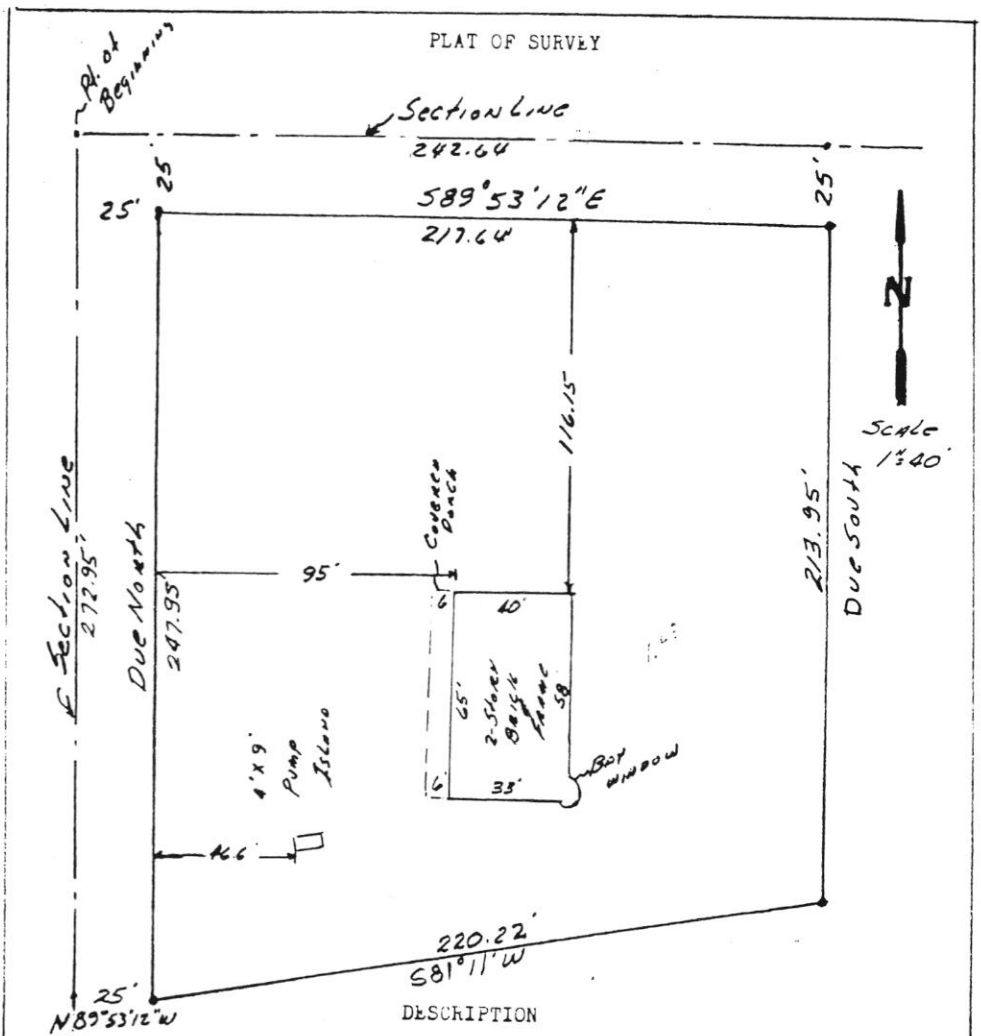 PLAT OF SURVEY
Pt. of
Beginning
Section Line
242.64
25
25'
25'
S89°53'12"E
217.64'
N
Scale
1"=40'
116.15
Covered
Porch
95'
6
40'
65'
2-Story
Brick
Frame
58
Bay
Window
6
33'
Section Line
272.95'
Due North
247.95'
213.95'
Due South
4'x9'
Pump
Island
46.6
220.22'
S81°11'W
25'
N89°53'12"W
DESCRIPTION